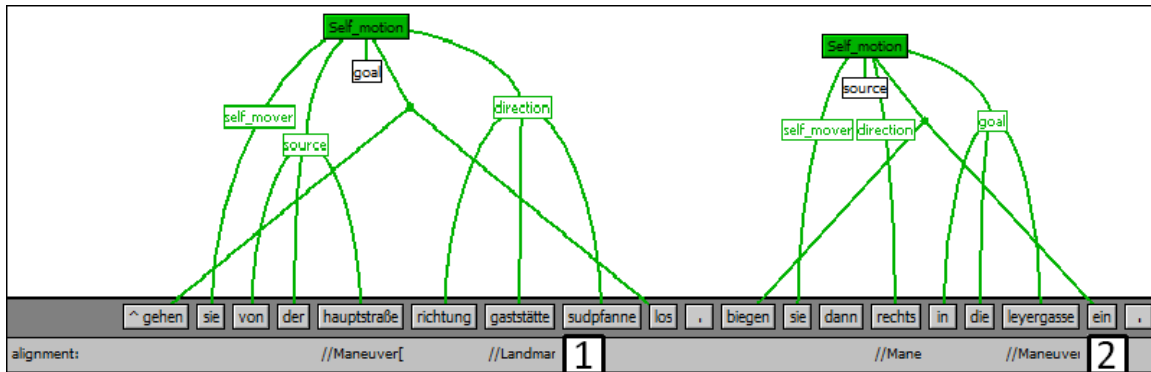 Self_motion
Self_motion
goal
source
self_mover
direction
source
self_mover
direction
goal
^ gehen sie von der hauptstraße richtung gaststätte sudpfanne los . biegen sie dann rechts in die leyergasse ein .
alignment: //Maneuver[ //Landmar 1 //Mane //Maneuver 2